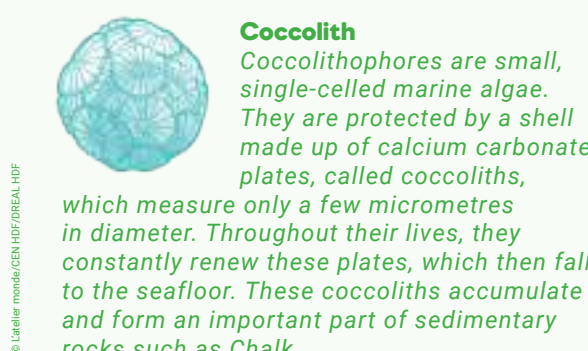 Coccolith
Coccolithophores are small,
single-celled marine algae.
They are protected by a shell
made up of calcium carbonate
plates, called coccoliths,
which measure only a few micrometres
in diameter. Throughout their lives, they
constantly renew these plates, which then fall
to the seafloor. These coccoliths accumulate
and form an important part of sedimentary
rocks such as Chalk
© L'atelier monde/CEN HDF/DREAL HDF